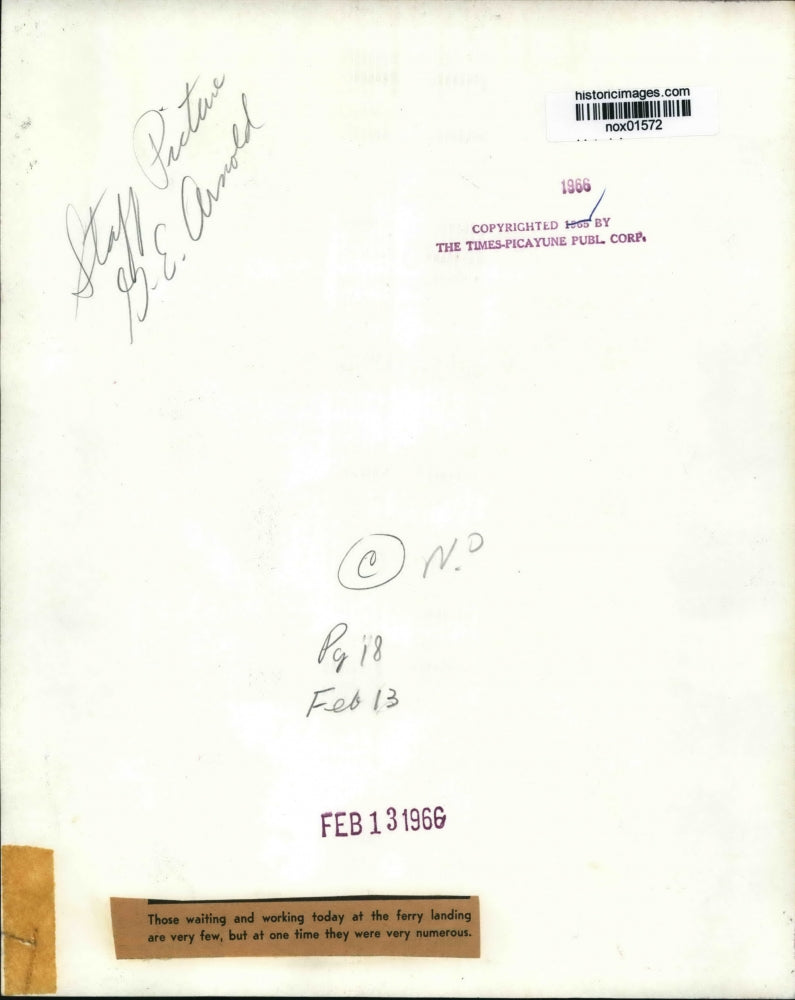 historicimages.com
nox01572
Staff Picture
G.E. Arnold
1966
COPYRIGHTED 1965 BY
THE TIMES-PICAYUNE PUBL. CORP.
© N.O
Pg 18
Feb 13
FEB 13 1966
Those waiting and working today at the ferry landing
are very few, but at one time they were very numerous.